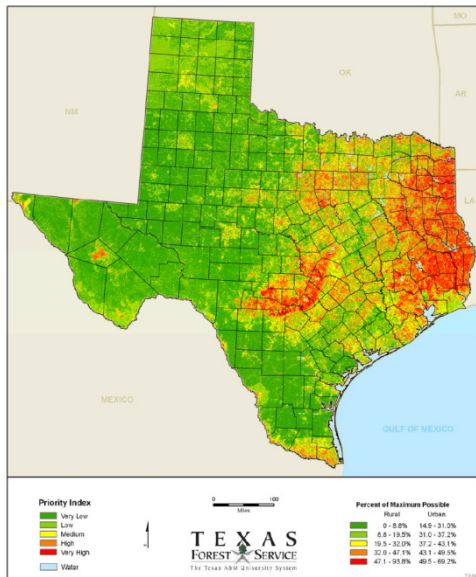 MO
OK
AR
NM
LA
MEXICO
GULF OF MEXICO
Priority Index
Very Low
Low
Medium
High
Very High
Water
0 100
Miles
TEXAS
FOREST SERVICE
The Texas A&M University System
Percent of Maximum Possible
Rural Urban
0 - 8.8% 14.9 - 31.0%
8.8 - 19.5% 31.0 - 37.2%
19.5 - 32.0% 37.2 - 43.1%
32.0 - 47.1% 43.1 - 49.5%
47.1 - 93.8% 49.5 - 69.2%